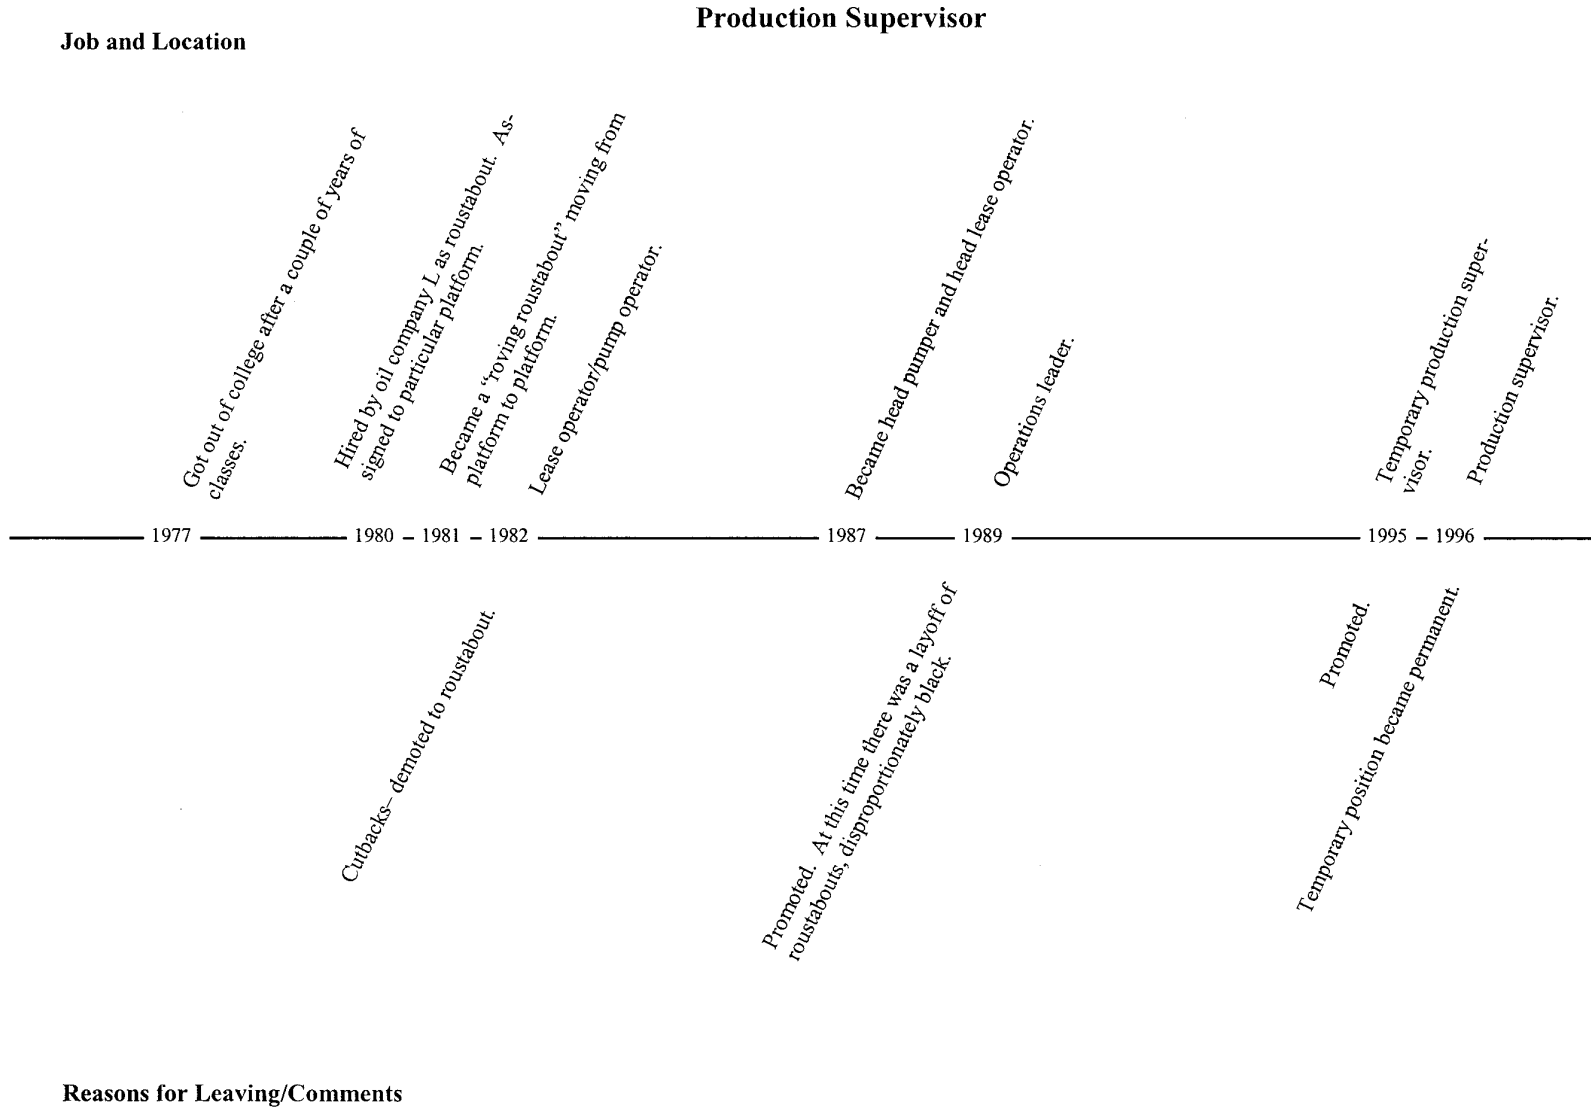 Production Supervisor
Job and Location
Got out of college after a couple of years of
classes.
Hired by oil company L as roustabout. As-
signed to particular platform.
Became a “roving roustabout” moving from
platform to platform.
Lease operator/pump operator.
Became head pumper and head lease operator.
Operations leader.
Temporary production super-
visor.
Production supervisor.
1977 1980 – 1981 – 1982 1987 1989 1995 – 1996
Cutbacks– demoted to roustabout.
Promoted. At this time there was a layoff of
roustabouts, disproportionately black.
Promoted.
Temporary position became permanent.
Reasons for Leaving/Comments